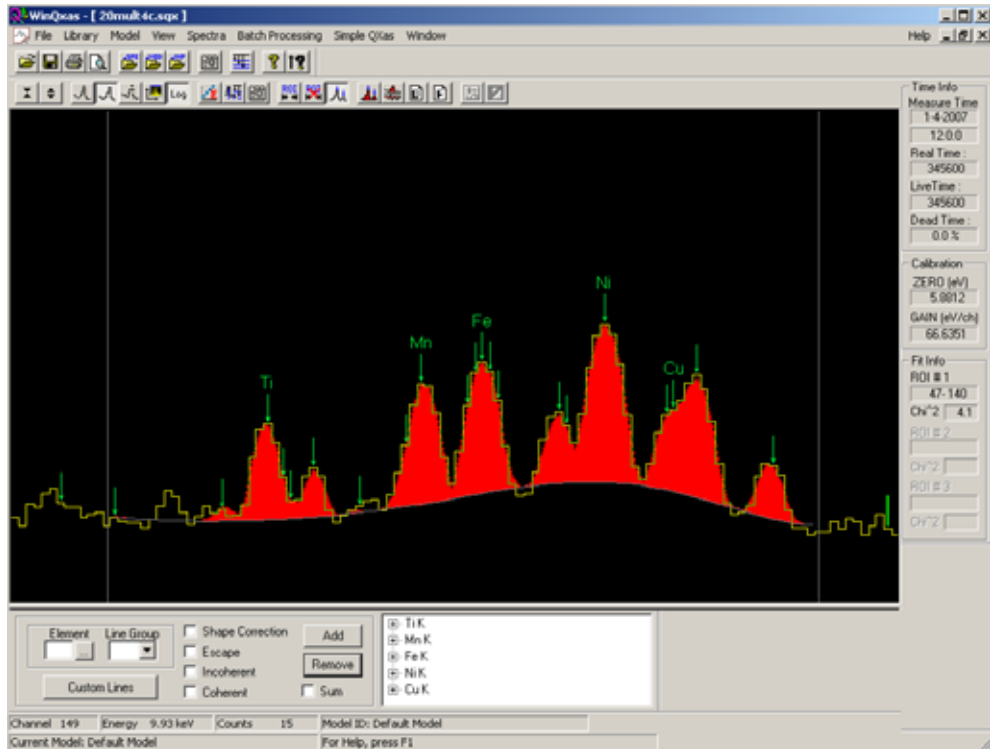 WinQxas - [ 20mult4c.sqx ]
File Library Model View Spectra Batch Processing Simple QXas Window Help
Log
Time Info
Measure Time
1-4-2007
12:0.0
Real Time :
345600
LiveTime :
345600
Dead Time :
0.0 %
Calibration
ZERO (eV)
5.8812
GAIN (eV/ch)
66.6351
Fit Info
ROI # 1
47- 140
Chi^2 4.1
ROI # 2
Chi^2
ROI # 3
Chi^2
Ti
Mn
Fe
Ni
Cu
Element Line Group
...
Custom Lines
Shape Correction
Escape
Incoherent
Coherent
Add
Remove
Sum
Ti K
Mn K
Fe K
Ni K
Cu K
Channel 149 Energy 9.93 keV Counts 15 Model ID: Default Model
Current Model: Default Model For Help, press F1